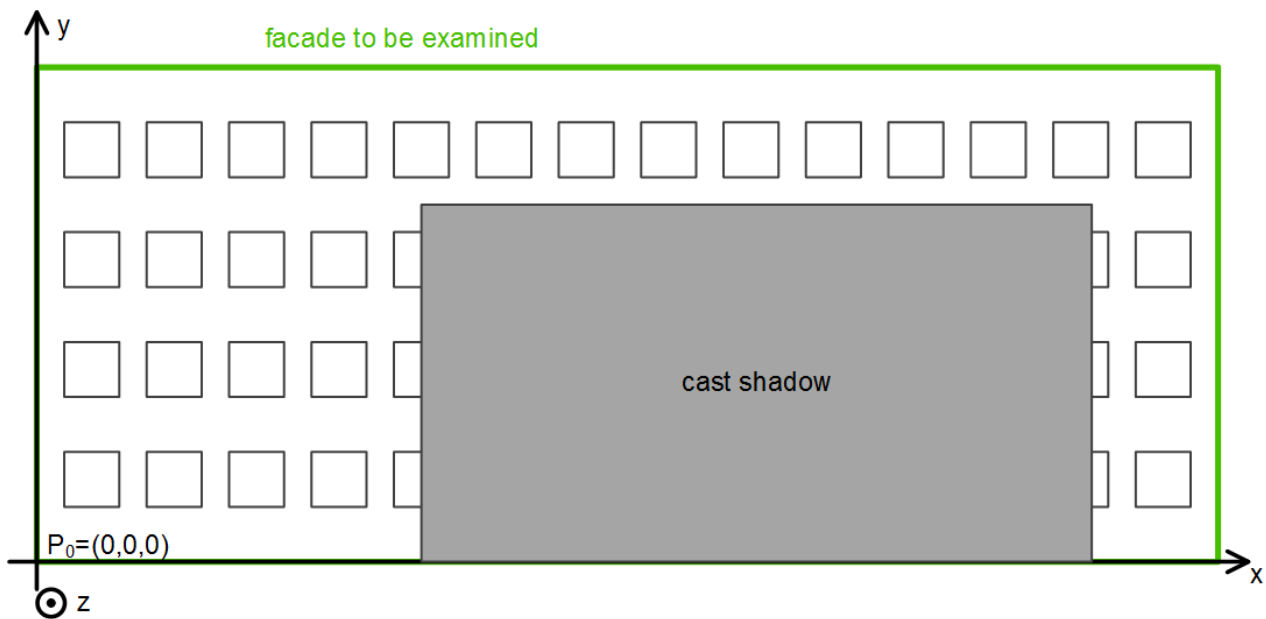 y
facade to be examined
cast shadow
P₀=(0,0,0)
x
z